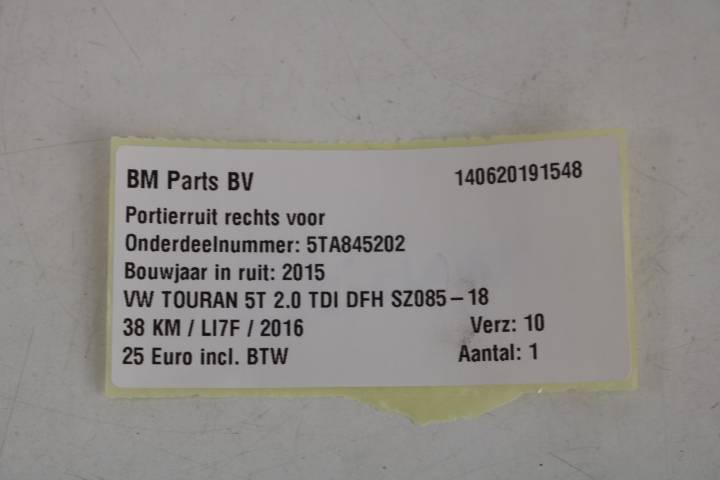 BM Parts BV 140620191548
Portierruit rechts voor
Onderdeelnummer: 5TA845202
Bouwjaar in ruit: 2015
VW TOURAN 5T 2.0 TDI DFH SZ085-18
38 KM / LI7F / 2016 Verz: 10
25 Euro incl. BTW Aantal: 1